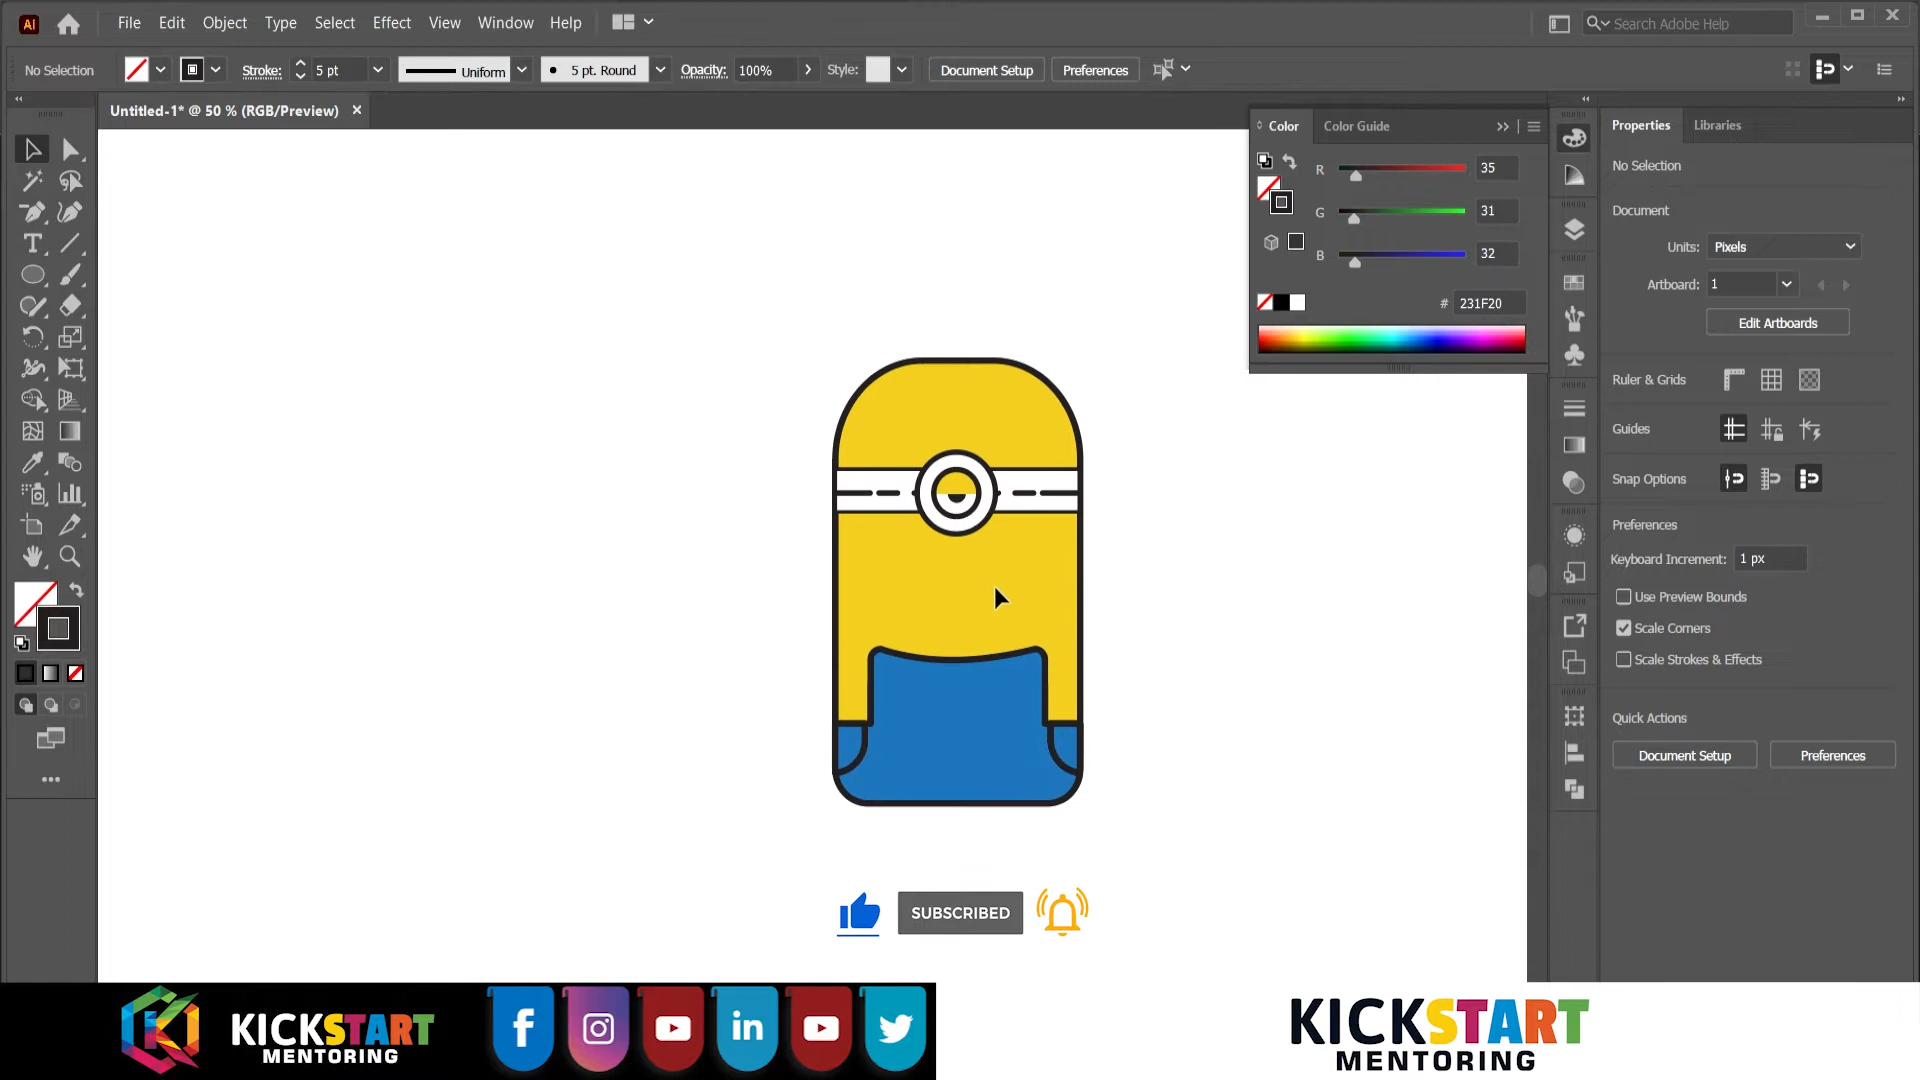 Ai File Edit Object Type Select Effect View Window Help Search Adobe Help
No Selection Stroke: 5 pt Uniform 5 pt. Round Opacity: 100% Style: Document Setup Preferences
Untitled-1* @ 50 % (RGB/Preview) ×
Color Color Guide
R 35
G 31
B 32
# 231F20
Properties Libraries
No Selection
Document
Units: Pixels
Artboard: 1
Edit Artboards
Ruler & Grids
Guides
Snap Options
Preferences
Keyboard Increment: 1 px
Use Preview Bounds
Scale Corners
Scale Strokes & Effects
Quick Actions
Document Setup Preferences
SUBSCRIBED
KICKSTART
MENTORING
KICKSTART
MENTORING